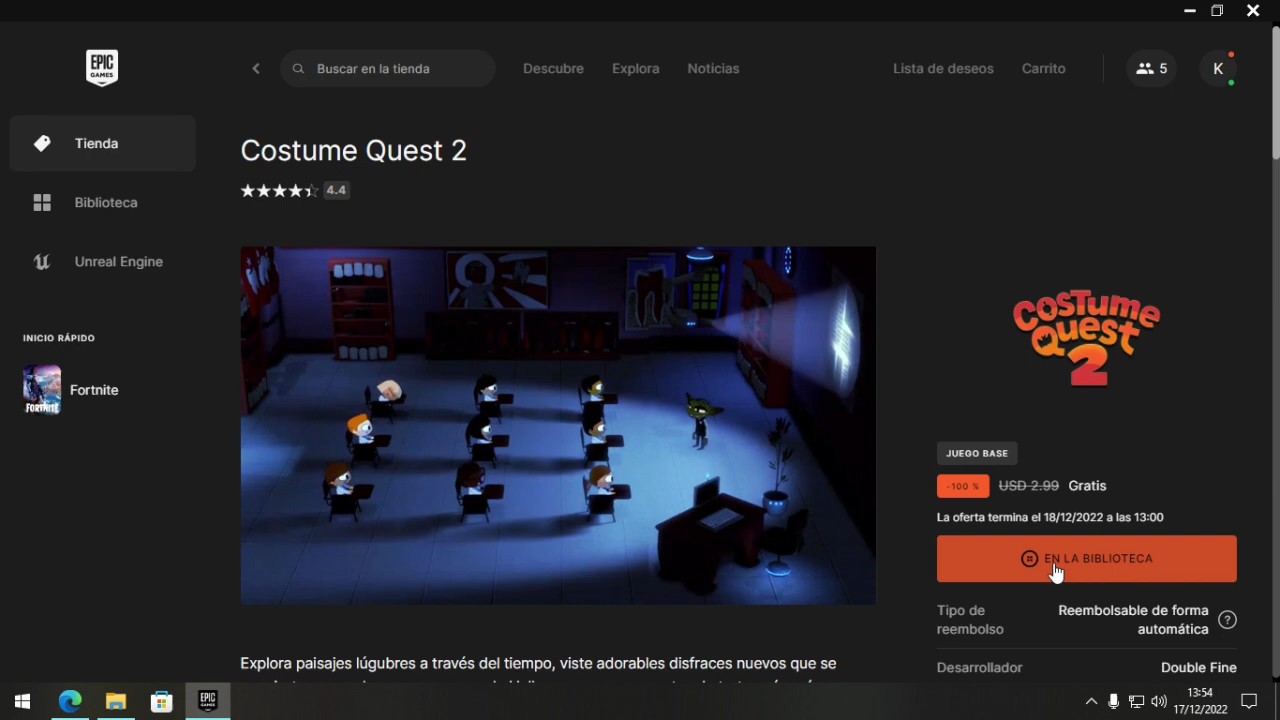 EPIC
GAMES
Buscar en la tienda
Descubre
Explora
Noticias
Lista de deseos
Carrito
5
K
Tienda
Biblioteca
Unreal Engine
INICIO RÁPIDO
FORTNITE
Fortnite
Costume Quest 2
4.4
COSTUME
QUEST
2
JUEGO BASE
-100 %
USD 2.99
Gratis
La oferta termina el 18/12/2022 a las 13:00
EN LA BIBLIOTECA
Tipo de
reembolso
Reembolsable de forma
automática
?
Desarrollador
Double Fine
Explora paisajes lúgubres a través del tiempo, viste adorables disfraces nuevos que se
EPIC
GAMES
13:54
17/12/2022